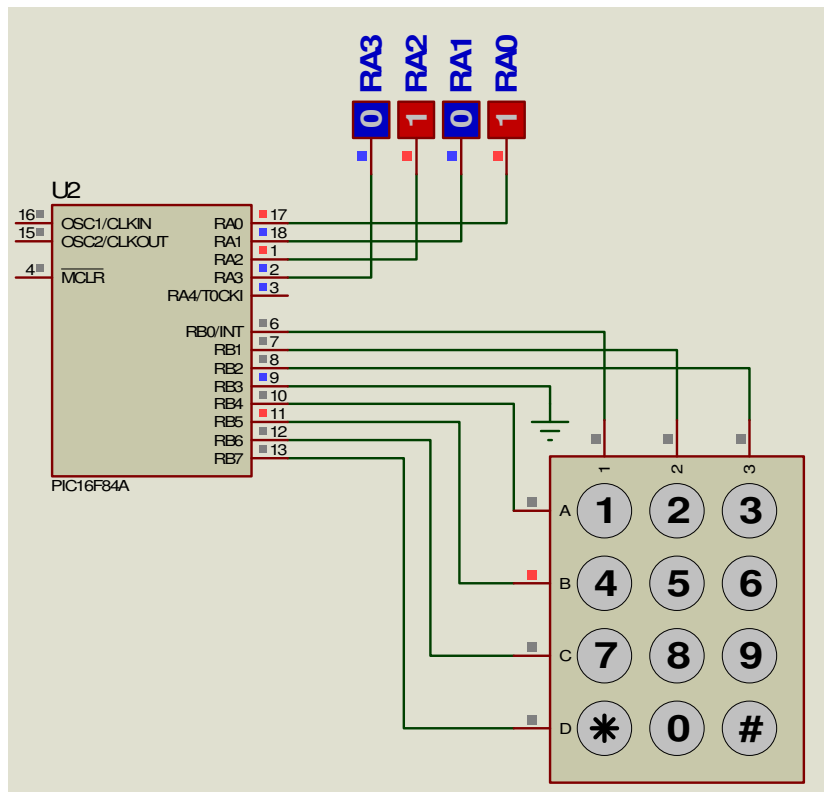 RA3 RA2 RA1 RA0
0 1 0 1
U2
16 OSC1/CLKIN RA0 17
15 OSC2/CLKOUT RA1 18
RA2 1
4 MCLR RA3 2
RA4/T0CKI 3
RB0/INT 6
RB1 7
RB2 8
RB3 9
RB4 10
RB5 11
RB6 12
RB7 13
PIC16F84A
1 2 3
A 1 2 3
B 4 5 6
C 7 8 9
D * 0 #